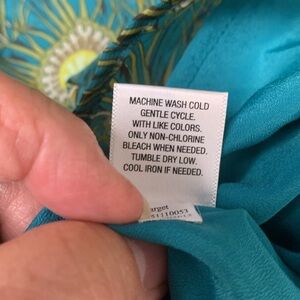 MACHINE WASH COLD
GENTLE CYCLE.
WITH LIKE COLORS.
ONLY NON-CHLORINE
BLEACH WHEN NEEDED.
TUMBLE DRY LOW.
COOL IRON IF NEEDED.
arget